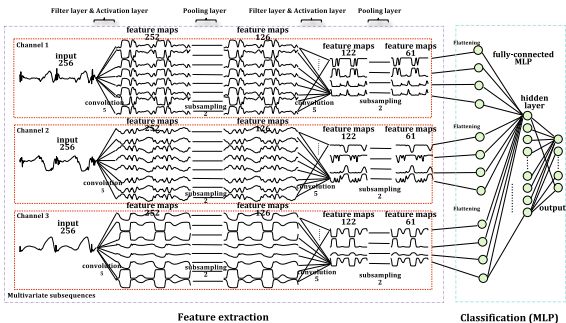 Filter layer & Activation layer
Pooling layer
Filter layer & Activation layer
Pooling layer
Channel 1
input
256
feature maps
252
feature maps
126
feature maps
122
feature maps
61
convolution
5
subsampling
2
convolution
5
subsampling
2
Flattening
fully-connected
MLP
hidden
layer
Channel 2
input
256
feature maps
252
feature maps
126
feature maps
122
feature maps
61
convolution
5
subsampling
2
convolution
5
subsampling
2
Flattening
output
Channel 3
input
256
feature maps
252
feature maps
126
feature maps
122
feature maps
61
convolution
5
subsampling
2
convolution
5
subsampling
2
Flattening
Multivariate subsequences
Feature extraction
Classification (MLP)